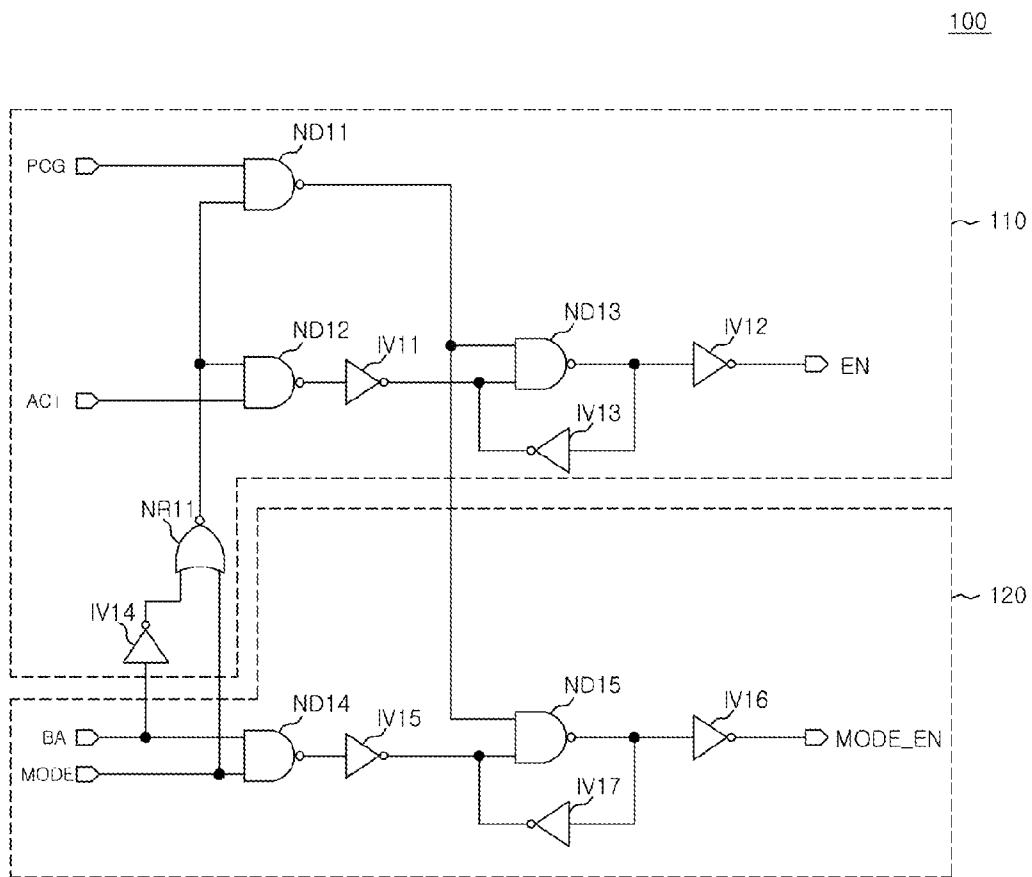 100
ND11
PCG
110
ND12
IV11
ND13
IV12
EN
ACT
IV13
NR11
IV14
120
ND14
IV15
ND15
IV16
BA
MODE_EN
MODE
IV17